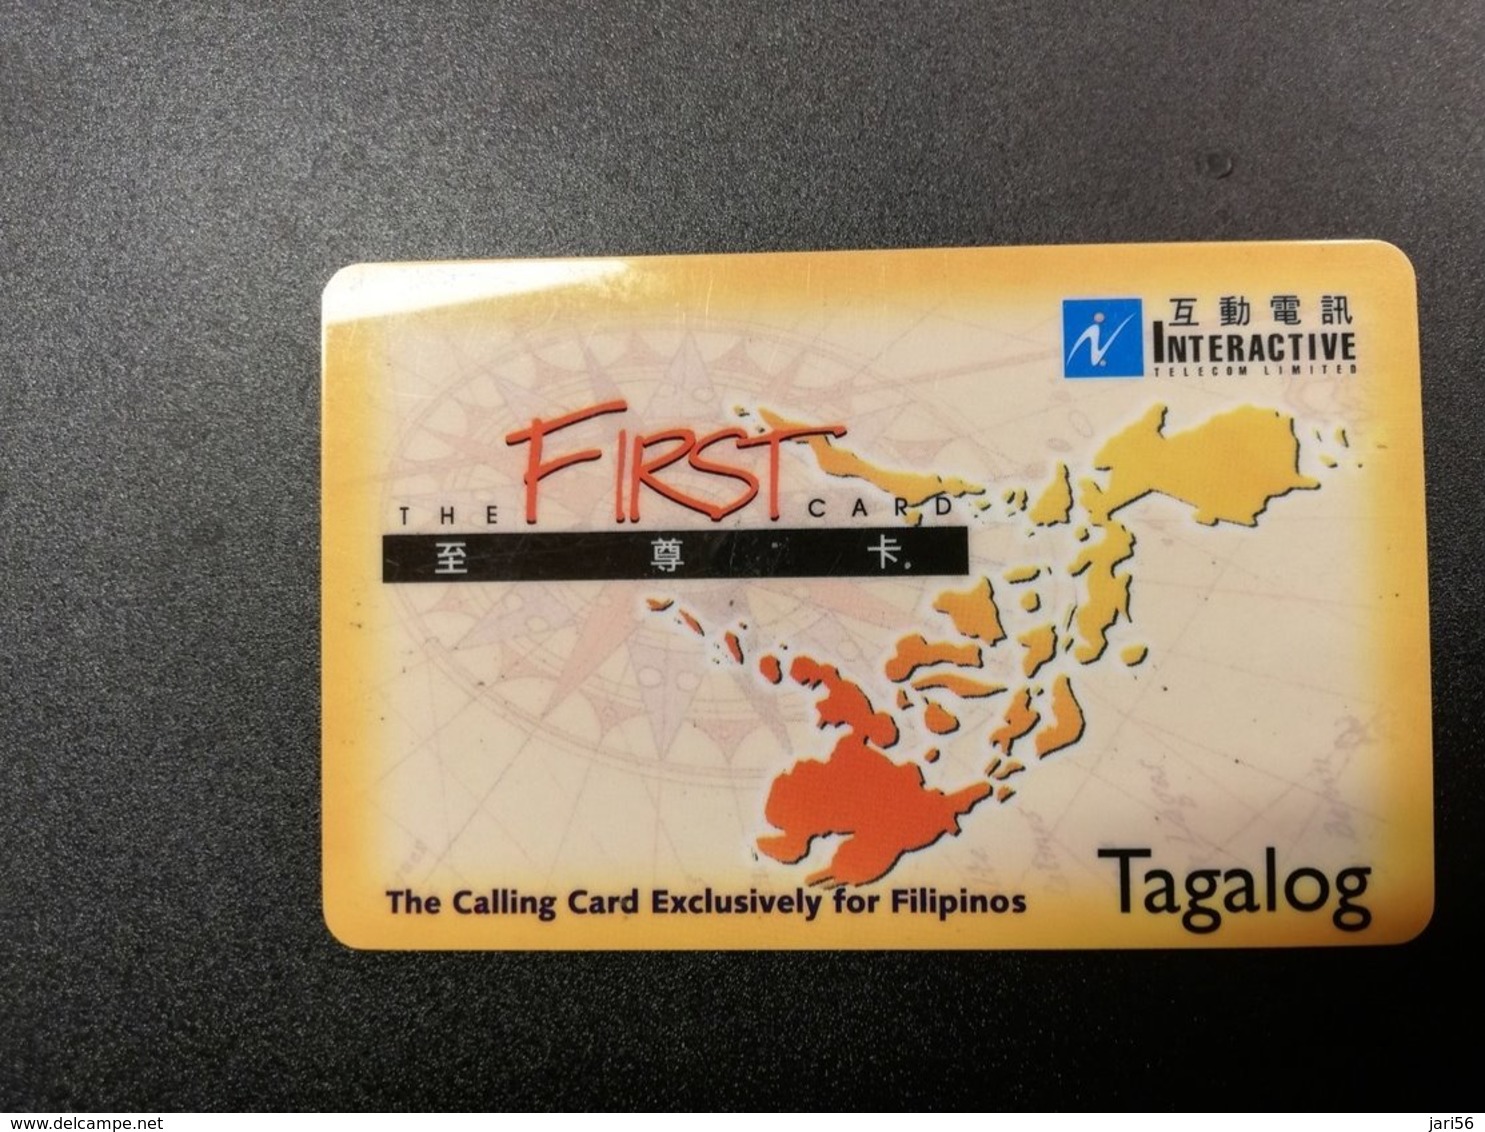 互動電訊
INTERACTIVE
TELECOM LIMITED
THE FIRST CARD
至尊卡
The Calling Card Exclusively for Filipinos
Tagalog
www.delcampe.net
jari56